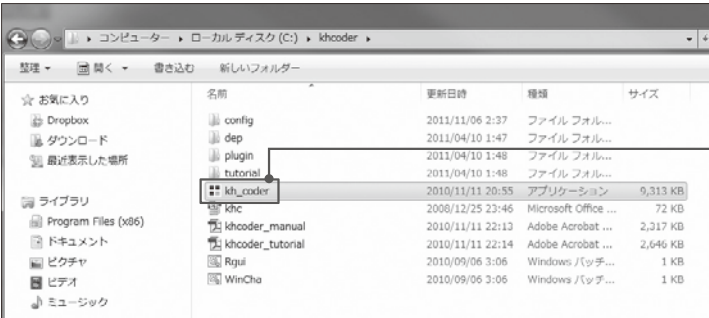 コンピューター ▸ ローカル ディスク (C:) ▸ khcoder ▸
整理 ▼ 開く ▼ 書き込む 新しいフォルダー
お気に入り
Dropbox
ダウンロード
最近表示した場所
ライブラリ
Program Files (x86)
ドキュメント
ピクチャ
ビデオ
ミュージック
名前 更新日時 種類 サイズ
config 2011/11/06 2:37 ファイル フォル...
dep 2011/04/10 1:47 ファイル フォル...
plugin 2011/04/10 1:48 ファイル フォル...
tutorial 2011/04/10 1:48 ファイル フォル...
kh_coder 2010/11/11 20:55 アプリケーション 9,313 KB
khc 2008/12/25 23:46 Microsoft Office ... 72 KB
khcoder_manual 2010/11/11 22:13 Adobe Acrobat ... 2,317 KB
khcoder_tutorial 2010/11/11 22:14 Adobe Acrobat ... 2,646 KB
Rgui 2010/09/06 3:06 Windows バッチ... 1 KB
WinCha 2010/09/06 3:06 Windows バッチ... 1 KB